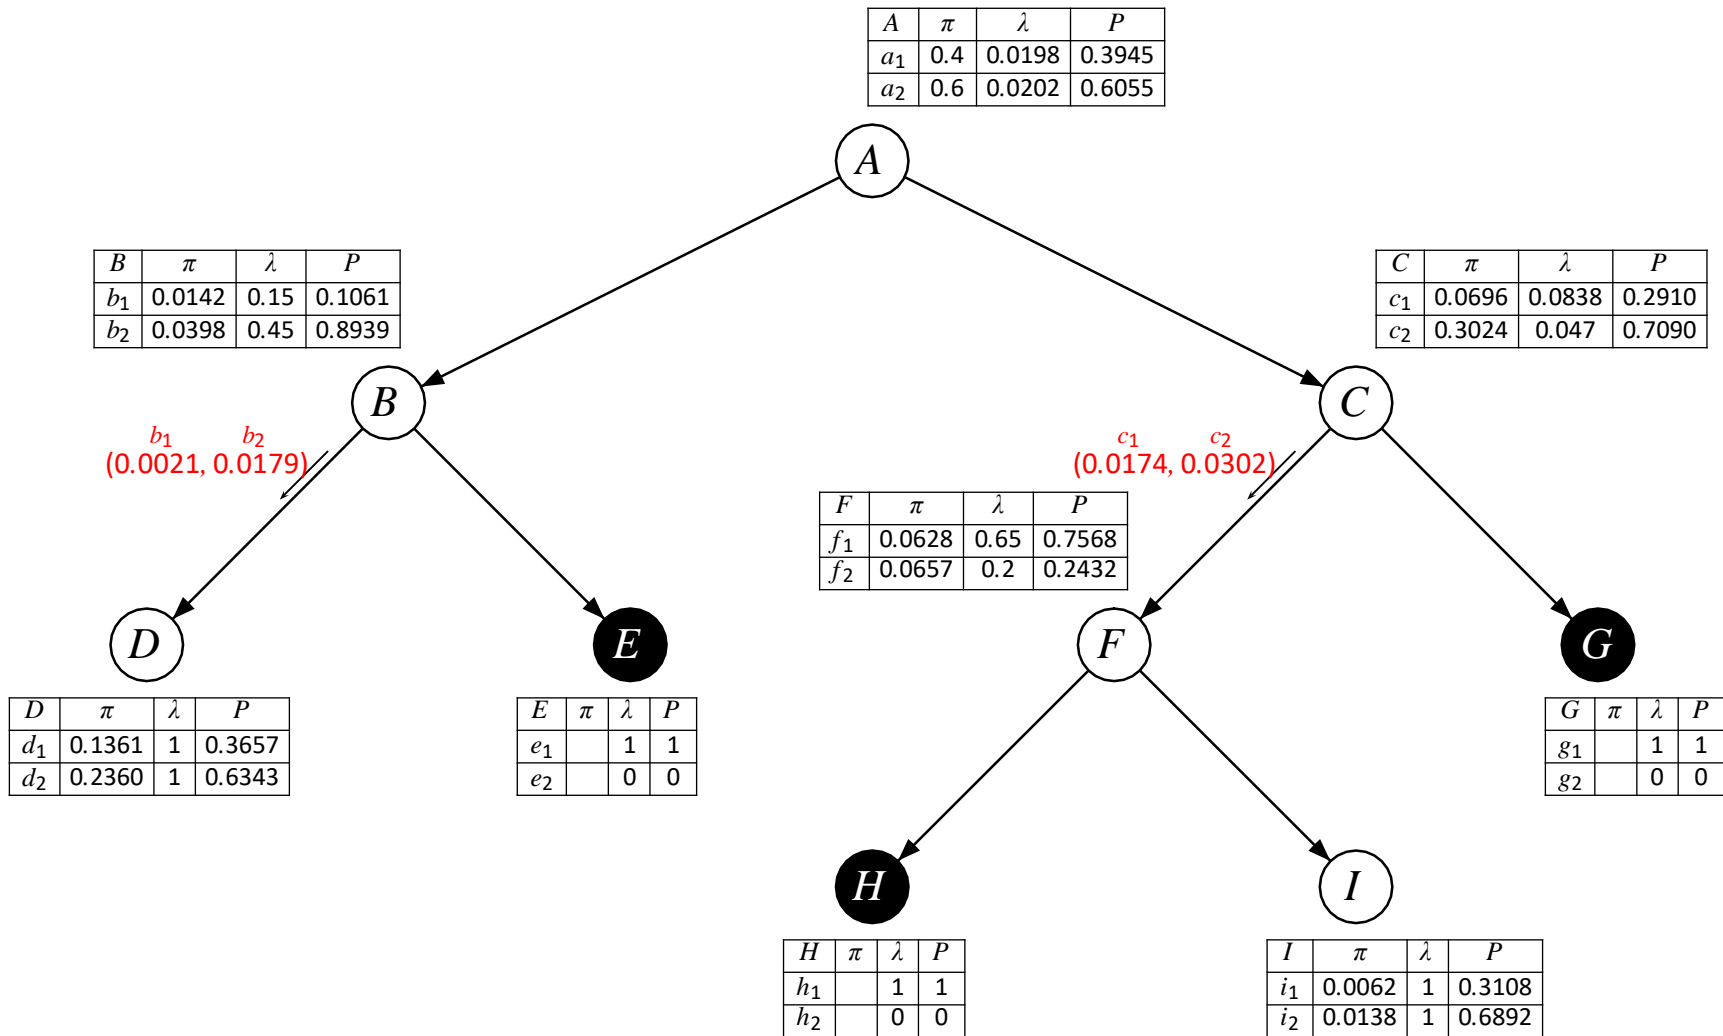 A π λ P
a1 0.4 0.0198 0.3945
a2 0.6 0.0202 0.6055
A
B π λ P
b1 0.0142 0.15 0.1061
b2 0.0398 0.45 0.8939
C π λ P
c1 0.0696 0.0838 0.2910
c2 0.3024 0.047 0.7090
B
C
b1 b2
(0.0021, 0.0179)
c1 c2
(0.0174, 0.0302)
F π λ P
f1 0.0628 0.65 0.7568
f2 0.0657 0.2 0.2432
D
E
F
G
D π λ P
d1 0.1361 1 0.3657
d2 0.2360 1 0.6343
E π λ P
e1 1 1
e2 0 0
G π λ P
g1 1 1
g2 0 0
H
I
H π λ P
h1 1 1
h2 0 0
I π λ P
i1 0.0062 1 0.3108
i2 0.0138 1 0.6892